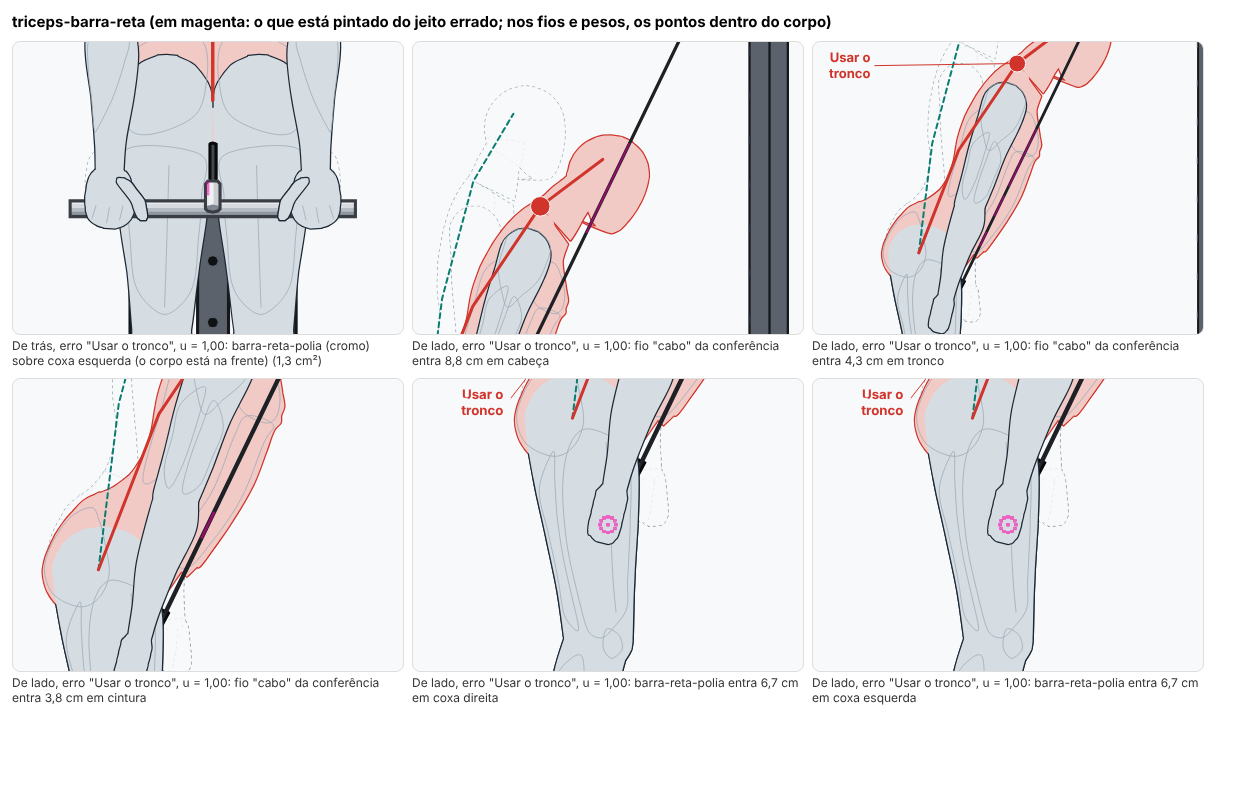 triceps-barra-reta (em magenta: o que está pintado do jeito errado; nos fios e pesos, os pontos dentro do corpo)
De trás, erro "Usar o tronco", u = 1,00: barra-reta-polia (cromo)
sobre coxa esquerda (o corpo está na frente) (1,3 cm²)
De lado, erro "Usar o tronco", u = 1,00: fio "cabo" da conferência
entra 8,8 cm em cabeça
Usar o
tronco
De lado, erro "Usar o tronco", u = 1,00: fio "cabo" da conferência
entra 4,3 cm em tronco
De lado, erro "Usar o tronco", u = 1,00: fio "cabo" da conferência
entra 3,8 cm em cintura
Usar o
tronco
De lado, erro "Usar o tronco", u = 1,00: barra-reta-polia entra 6,7 cm
em coxa direita
Usar o
tronco
De lado, erro "Usar o tronco", u = 1,00: barra-reta-polia entra 6,7 cm
em coxa esquerda